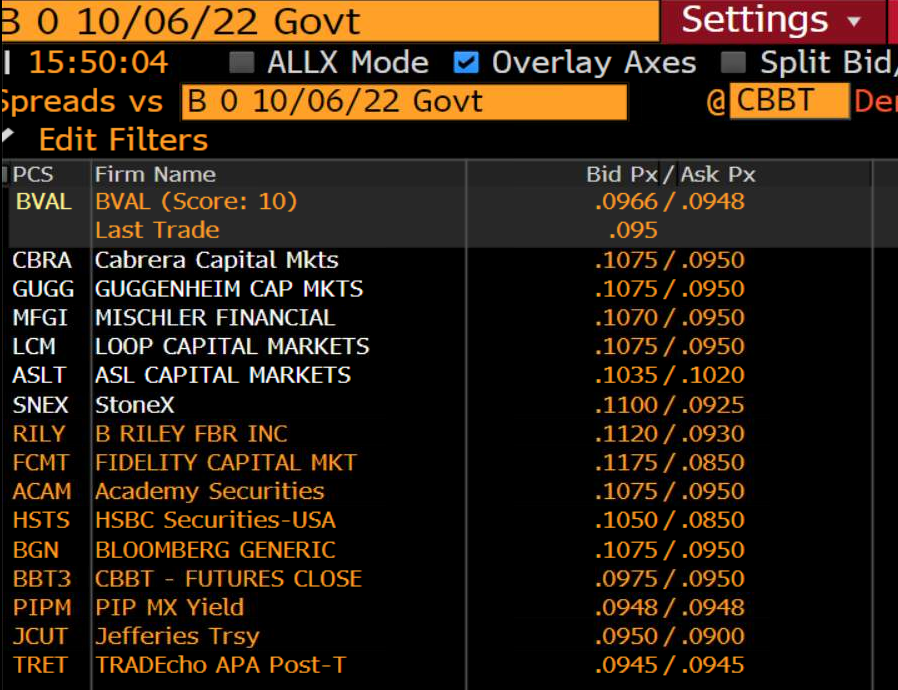 B 0 10/06/22 Govt Settings
15:50:04 ALLX Mode Overlay Axes Split Bid/
Spreads vs B 0 10/06/22 Govt @ CBBT
Edit Filters
PCS Firm Name Bid Px / Ask Px
BVAL BVAL (Score: 10) .0966 / .0948
Last Trade .095
CBRA Cabrera Capital Mkts .1075 / .0950
GUGG GUGGENHEIM CAP MKTS .1075 / .0950
MFGI MISCHLER FINANCIAL .1070 / .0950
LCM LOOP CAPITAL MARKETS .1075 / .0950
ASLT ASL CAPITAL MARKETS .1035 / .1020
SNEX StoneX .1100 / .0925
RILY B RILEY FBR INC .1120 / .0930
FCMT FIDELITY CAPITAL MKT .1175 / .0850
ACAM Academy Securities .1075 / .0950
HSTS HSBC Securities-USA .1050 / .0850
BGN BLOOMBERG GENERIC .1075 / .0950
BBT3 CBBT - FUTURES CLOSE .0975 / .0950
PIPM PIP MX Yield .0948 / .0948
JCUT Jefferies Trsy .0950 / .0900
TRET TRADEcho APA Post-T .0945 / .0945